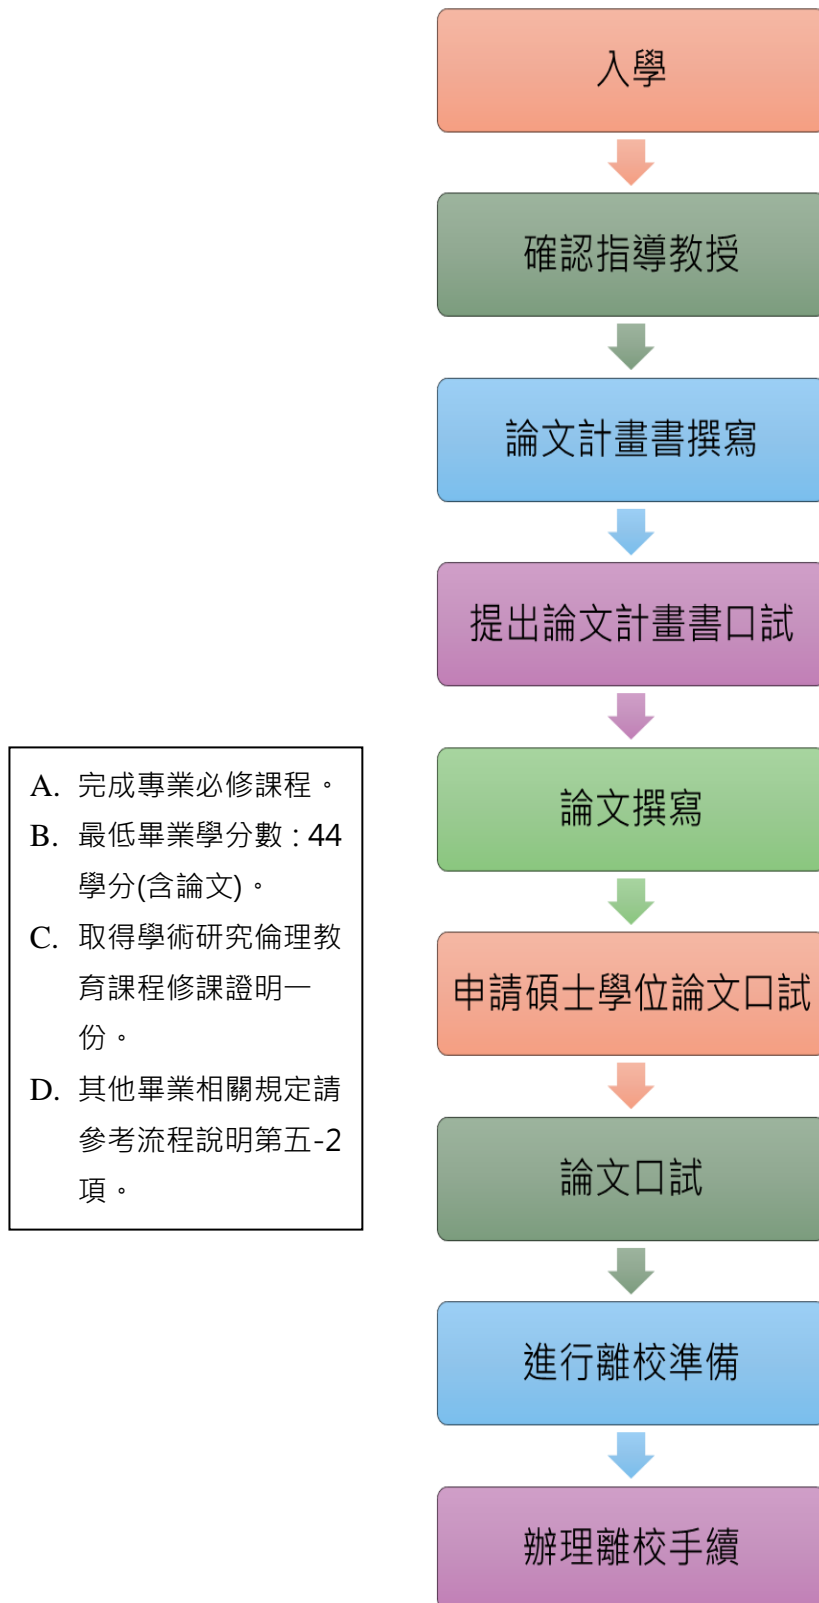 入學
確認指導教授
論文計畫書撰寫
提出論文計畫書口試
論文撰寫
申請碩士學位論文口試
論文口試
進行離校準備
辦理離校手續
A. 完成專業必修課程。
B. 最低畢業學分數：44
學分(含論文)。
C. 取得學術研究倫理教
育課程修課證明一
份。
D. 其他畢業相關規定請
參考流程說明第五-2
項。